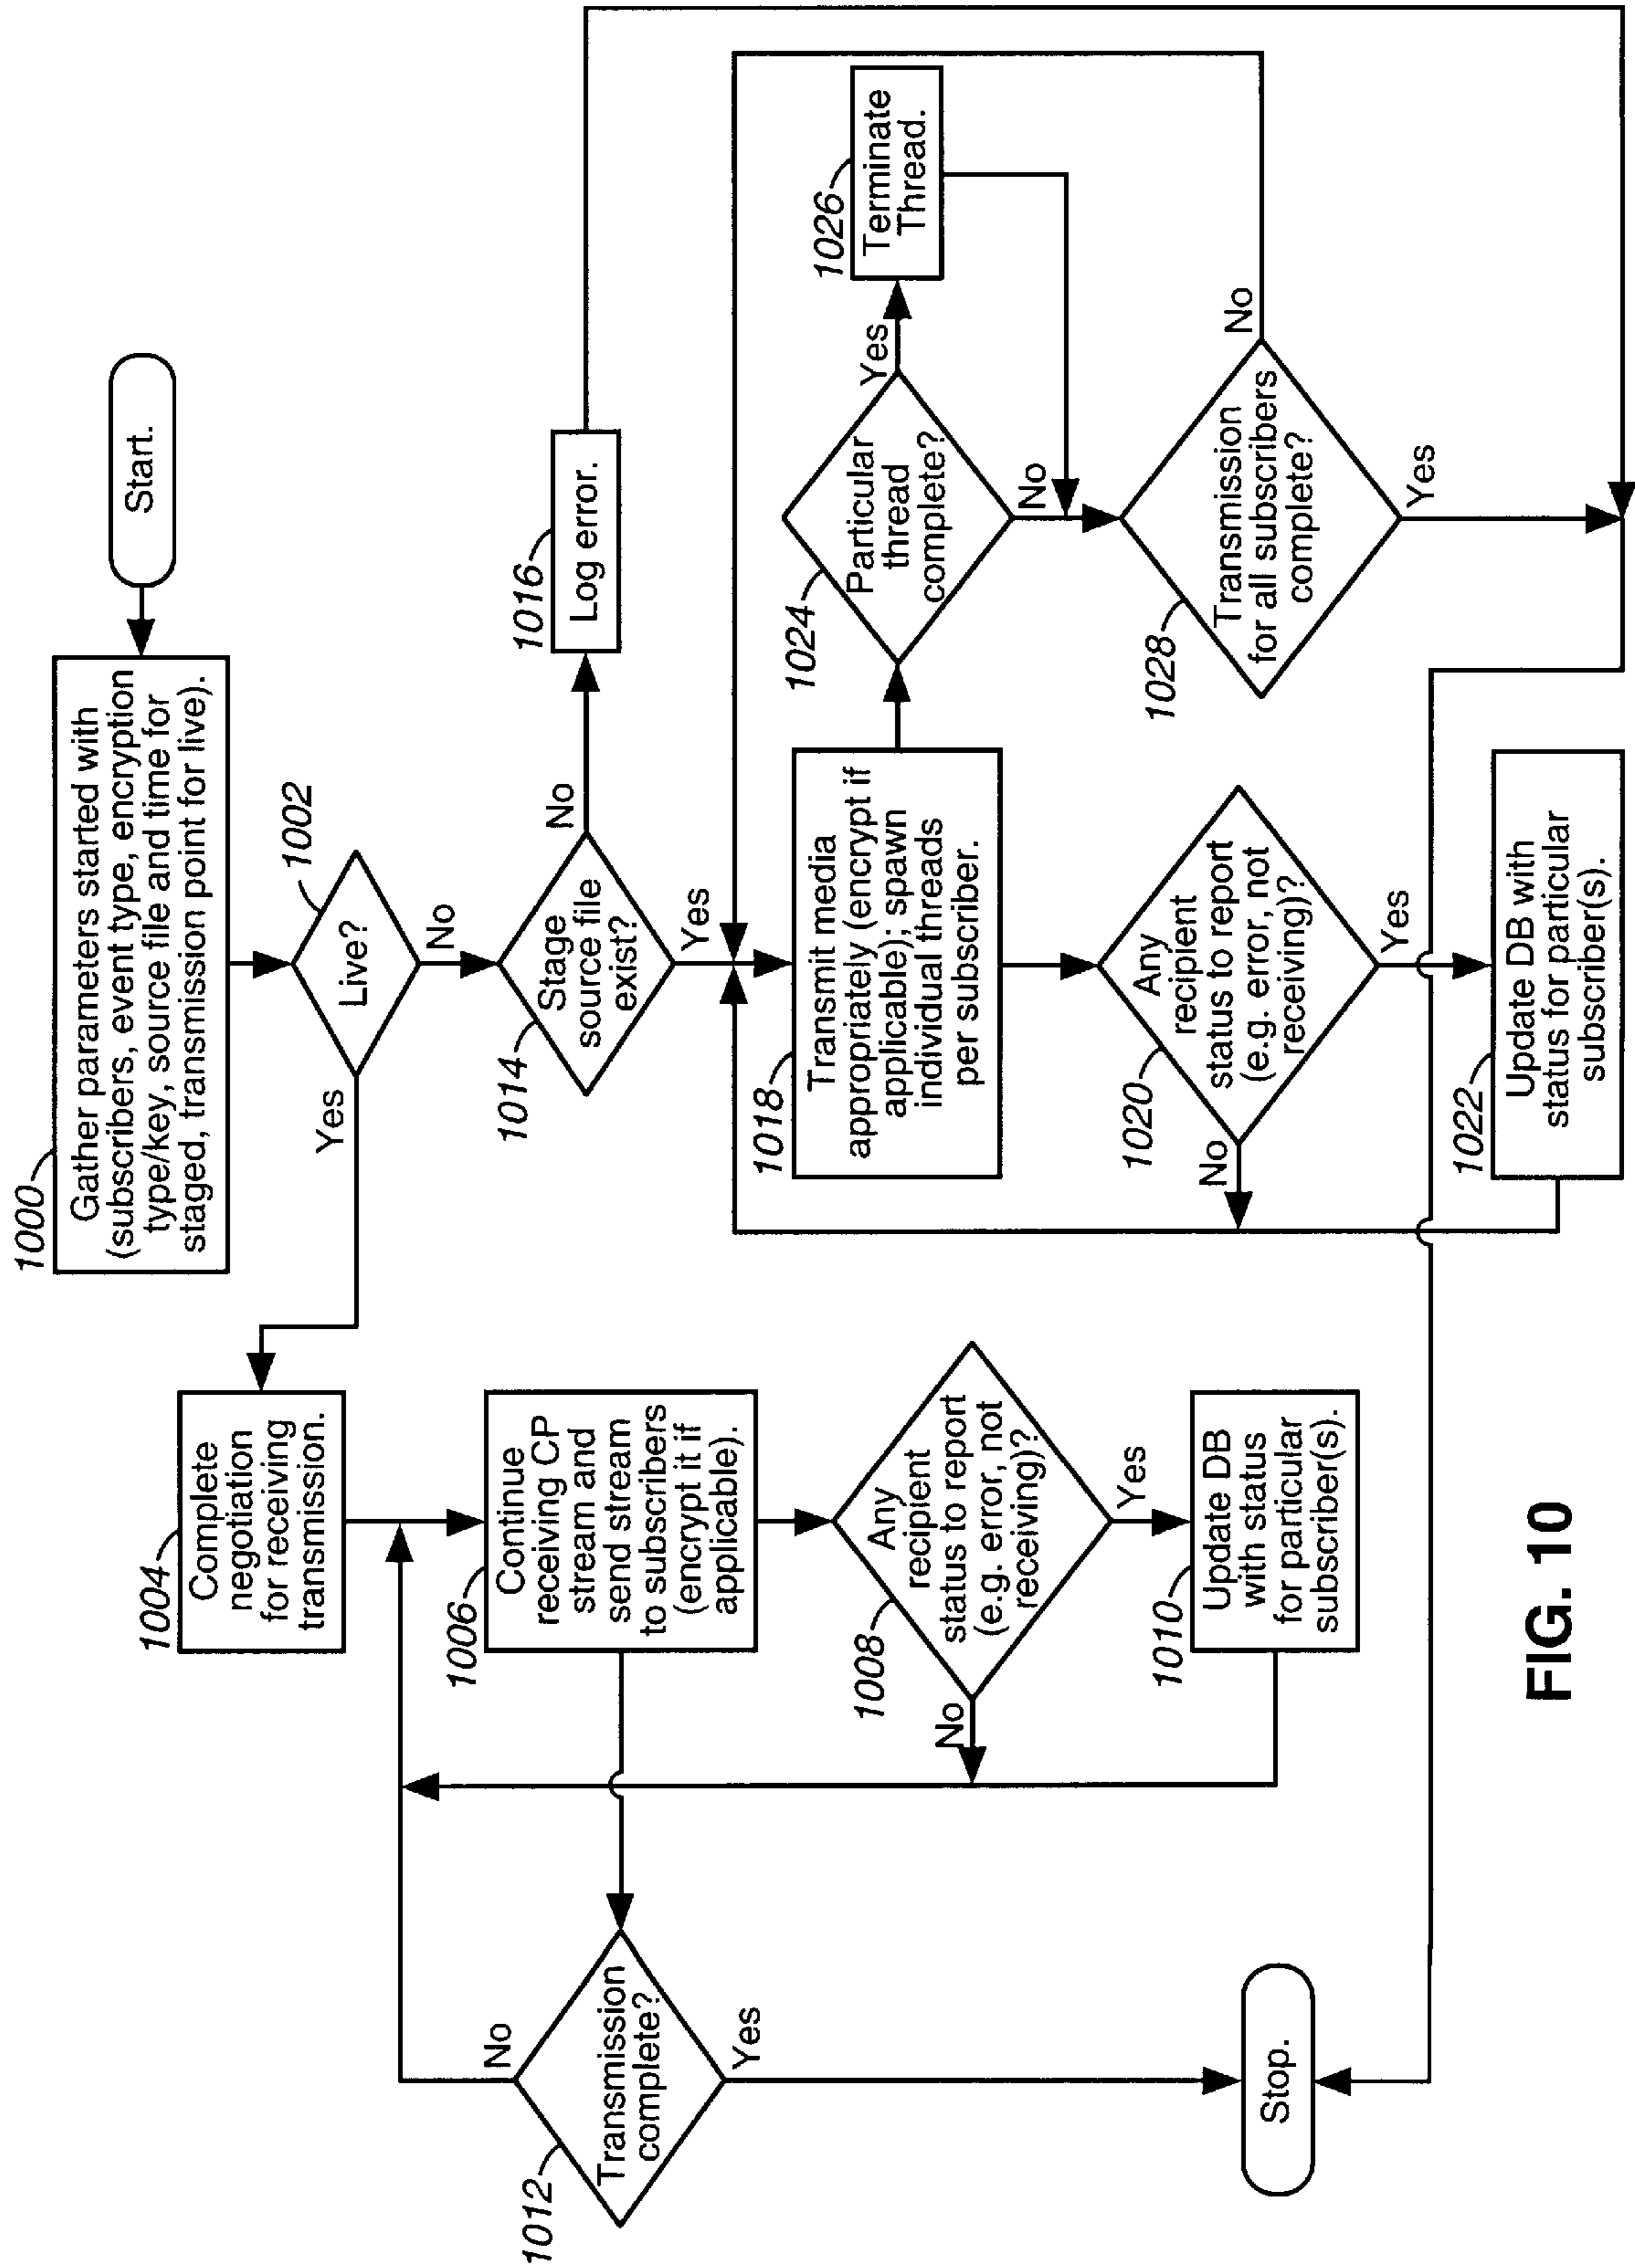 Start.
1000
Gather parameters started with
(subscribers, event type, encryption
type/key, source file and time for
staged, transmission point for live).
1002
Live?
Yes
No
1004
Complete
negotiation
for receiving
transmission.
1006
Continue
receiving CP
stream and
send stream
to subscribers
(encrypt it if
applicable).
1008
Any
recipient
status to report
(e.g. error, not
receiving)?
No
Yes
1010
Update DB
with status
for particular
subscriber(s).
1012
Transmission
complete?
No
Yes
Stop.
1014
Stage
source file
exist?
No
Yes
1016
Log error.
1018
Transmit media
appropriately (encrypt if
applicable); spawn
individual threads
per subscriber.
1020
Any
recipient
status to report
(e.g. error, not
receiving)?
No
Yes
1022
Update DB with
status for particular
subscriber(s).
1024
Particular
thread
complete?
Yes
No
1026
Terminate
Thread.
1028
Transmission
for all subscribers
complete?
No
Yes
FIG. 10